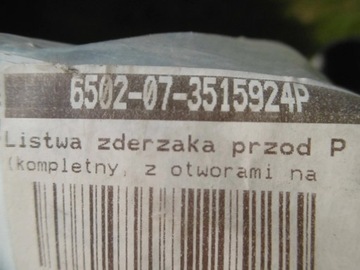 6502-07-3515924P
Listwa zderzaka przod P
(kompletny, z otworami na